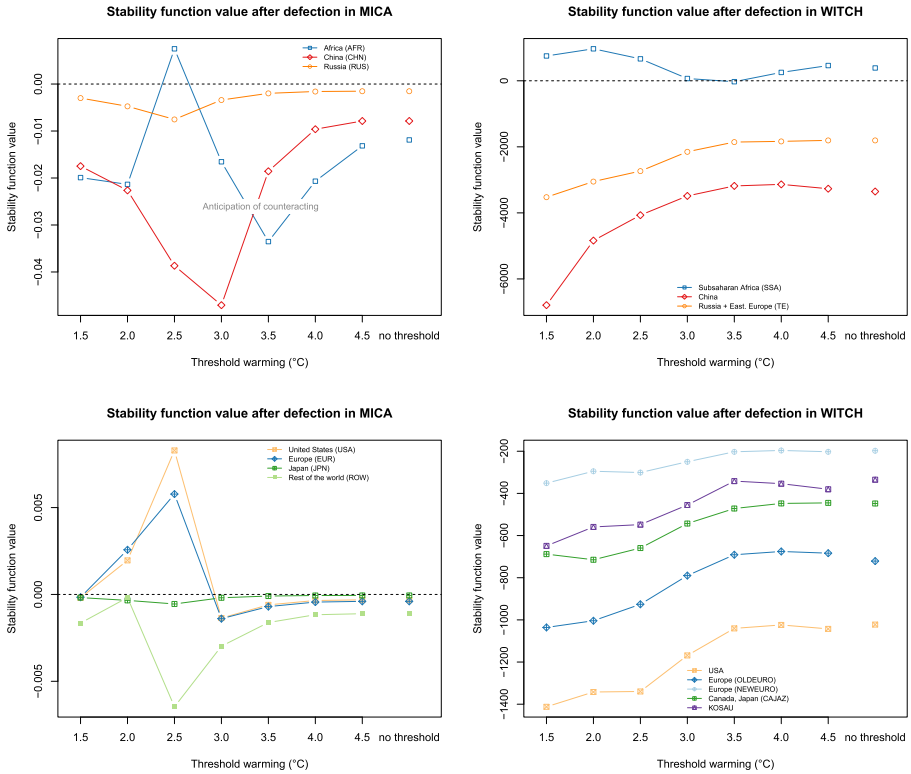 Stability function value after defection in MICA
Africa (AFR)
China (CHN)
Russia (RUS)
Anticipation of counteracting
0.00
−0.01
−0.02
−0.03
−0.04
Stability function value
1.5 2.0 2.5 3.0 3.5 4.0 4.5 no threshold
Threshold warming (°C)
Stability function value after defection in WITCH
0
−2000
−4000
−6000
Stability function value
Subsaharan Africa (SSA)
China
Russia + East. Europe (TE)
1.5 2.0 2.5 3.0 3.5 4.0 4.5 no threshold
Threshold warming (°C)
Stability function value after defection in MICA
United States (USA)
Europe (EUR)
Japan (JPN)
Rest of the world (ROW)
0.005
0.000
−0.005
Stability function value
1.5 2.0 2.5 3.0 3.5 4.0 4.5 no threshold
Threshold warming (°C)
Stability function value after defection in WITCH
−200
−400
−600
−800
−1000
−1200
−1400
Stability function value
USA
Europe (OLDEURO)
Europe (NEWEURO)
Canada, Japan (CAJAZ)
KOSAU
1.5 2.0 2.5 3.0 3.5 4.0 4.5 no threshold
Threshold warming (°C)